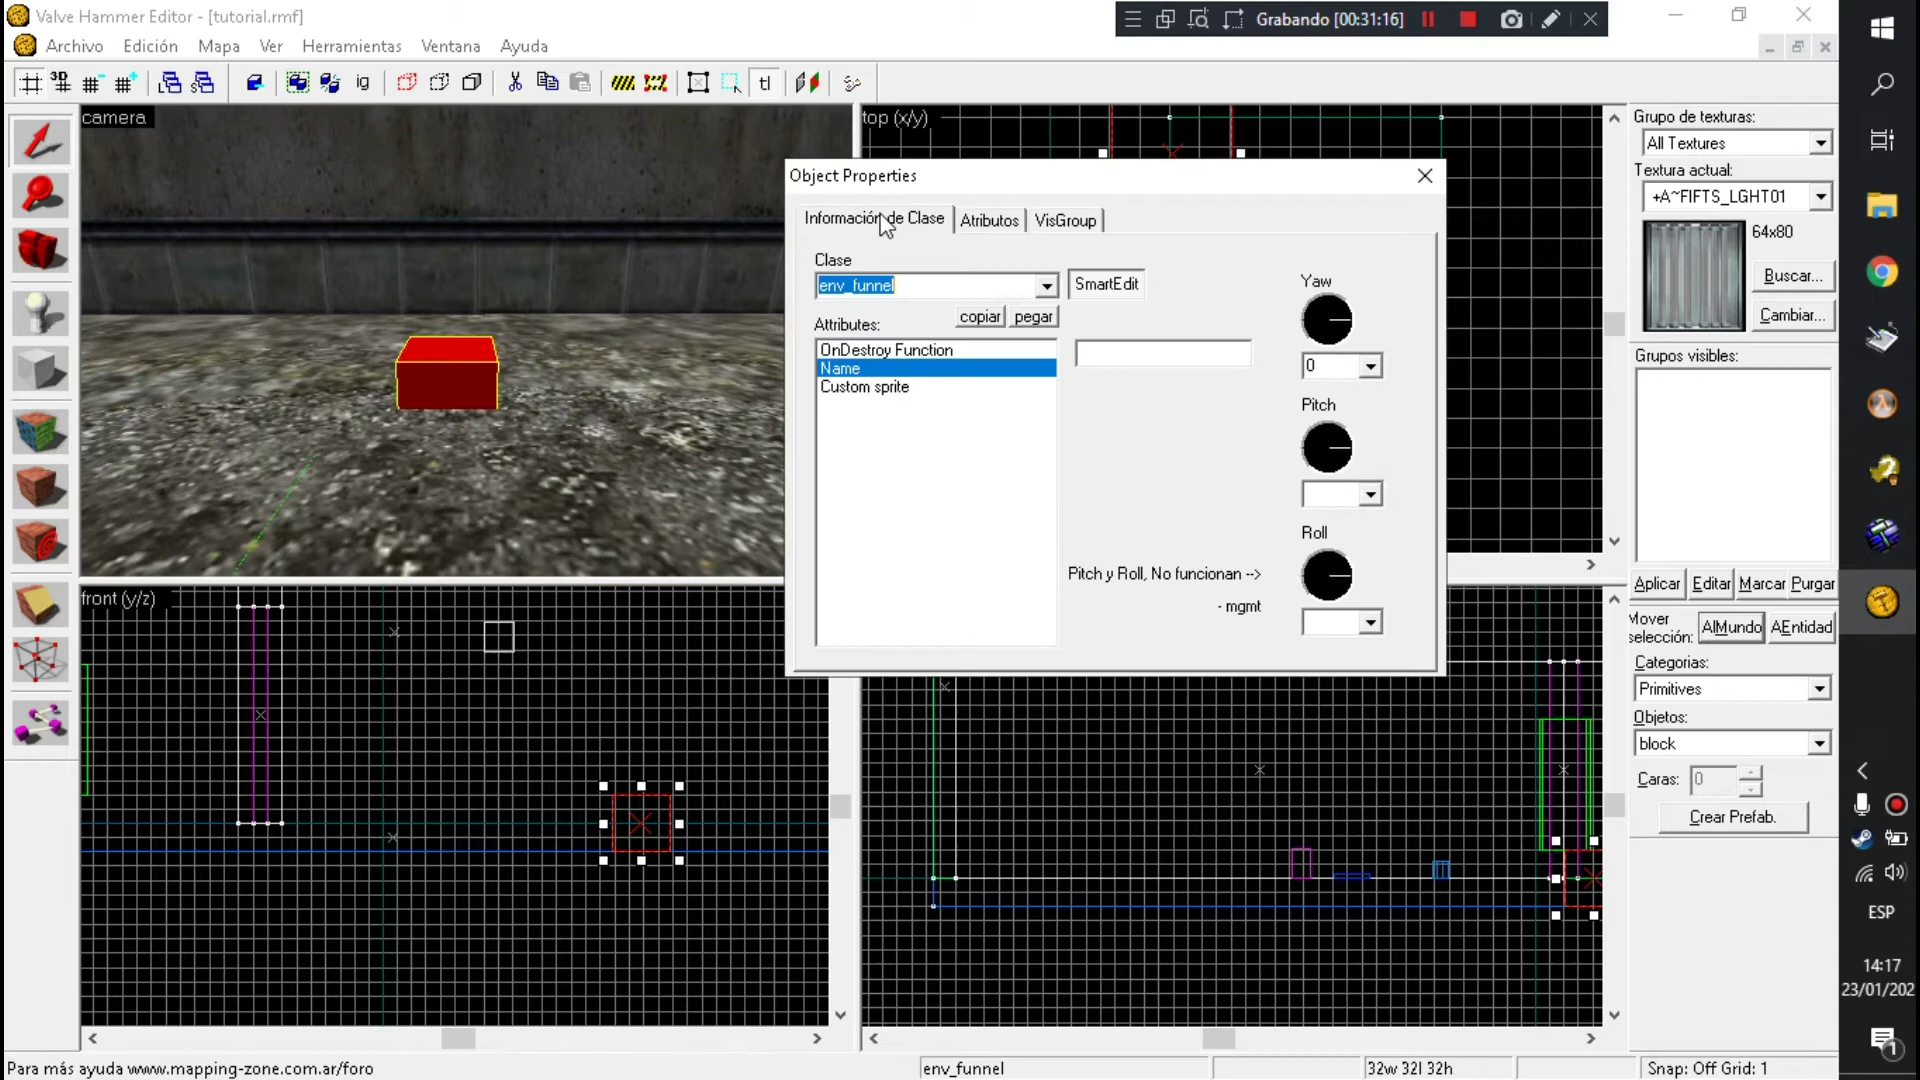 Valve Hammer Editor - [tutorial.rmf]
Grabando [00:31:16]
Archivo Edición Mapa Ver Herramientas Ventana Ayuda
3D
ig
tl
camera
top (x/y)
front (y/z)
Object Properties
Información de Clase
Atributos
VisGroup
Clase
env_funnel
SmartEdit
Attributes:
copiar
pegar
OnDestroy Function
Name
Custom sprite
Yaw
0
Pitch
Roll
Pitch y Roll, No funcionan -->
- mgmt
Grupo de texturas:
All Textures
Textura actual:
+A~FIFTS_LGHT01
64x80
Buscar...
Cambiar...
Grupos visibles:
Aplicar Editar Marcar Purgar
Mover
selección:
AlMundo
AEntidad
Categorias:
Primitives
Objetos:
block
Caras:
0
Crear Prefab.
ESP
14:17
23/01/202
1
Para más ayuda www.mapping-zone.com.ar/foro
env_funnel
32w 32l 32h
Snap: Off Grid: 1